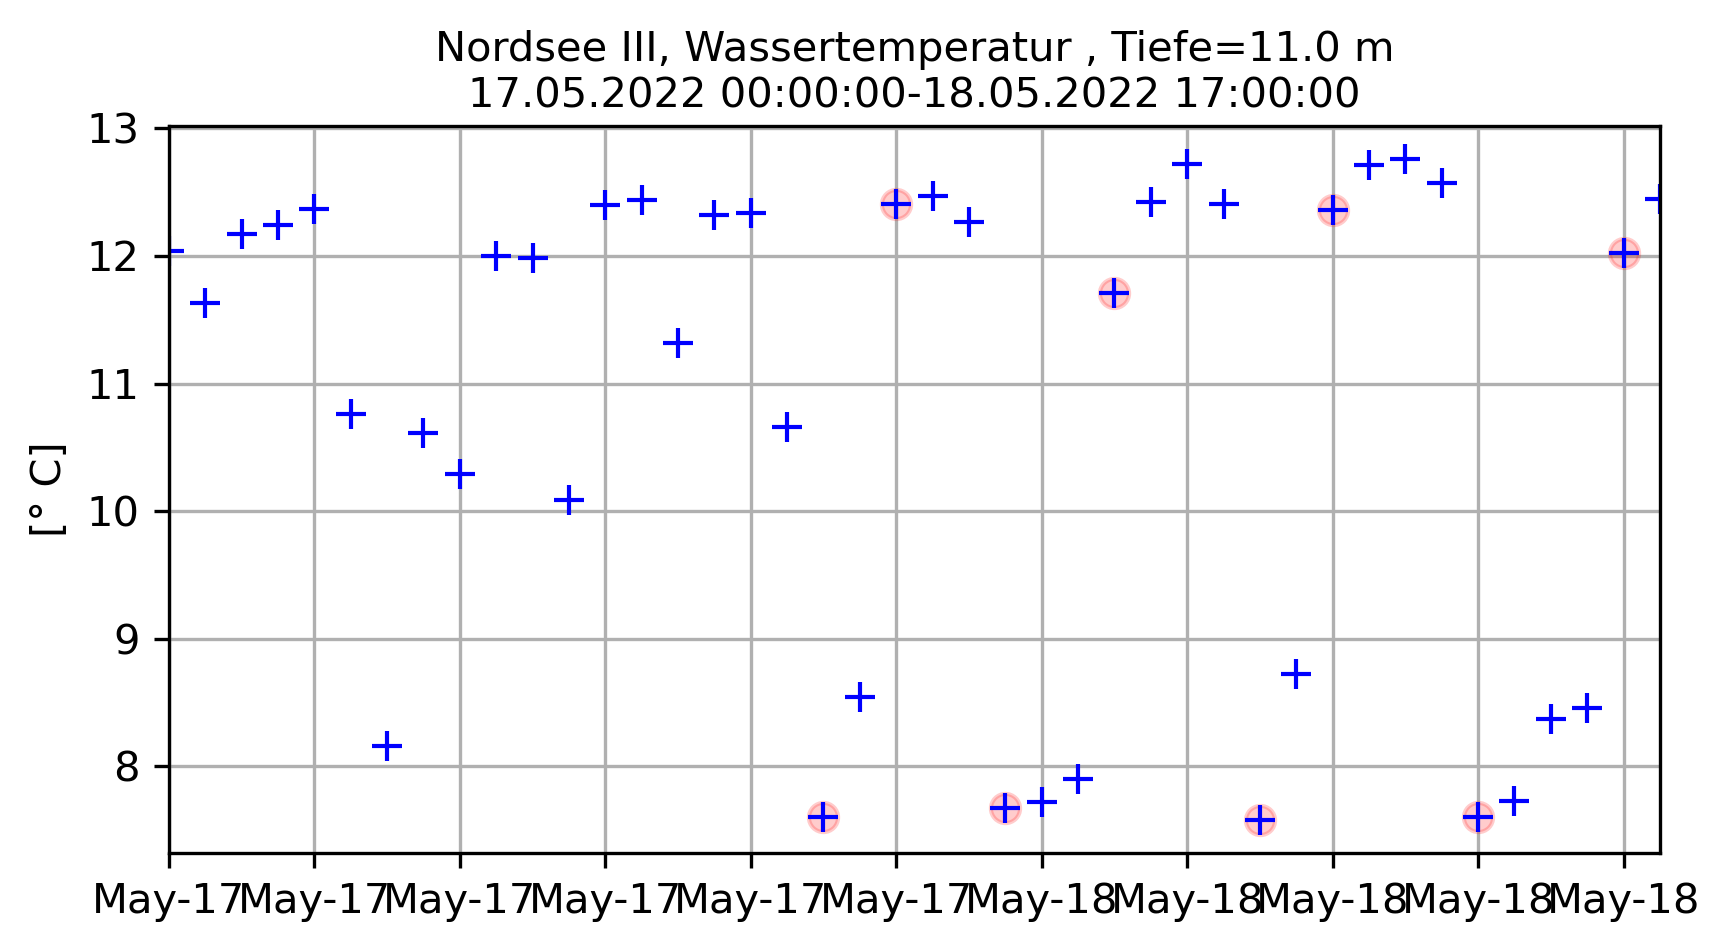 Nordsee III, Wassertemperatur , Tiefe=11.0 m
17.05.2022 00:00:00-18.05.2022 17:00:00
13
12
11
10
9
8
[° C]
May-17 May-17 May-17 May-17 May-17 May-17 May-18 May-18 May-18 May-18 May-18